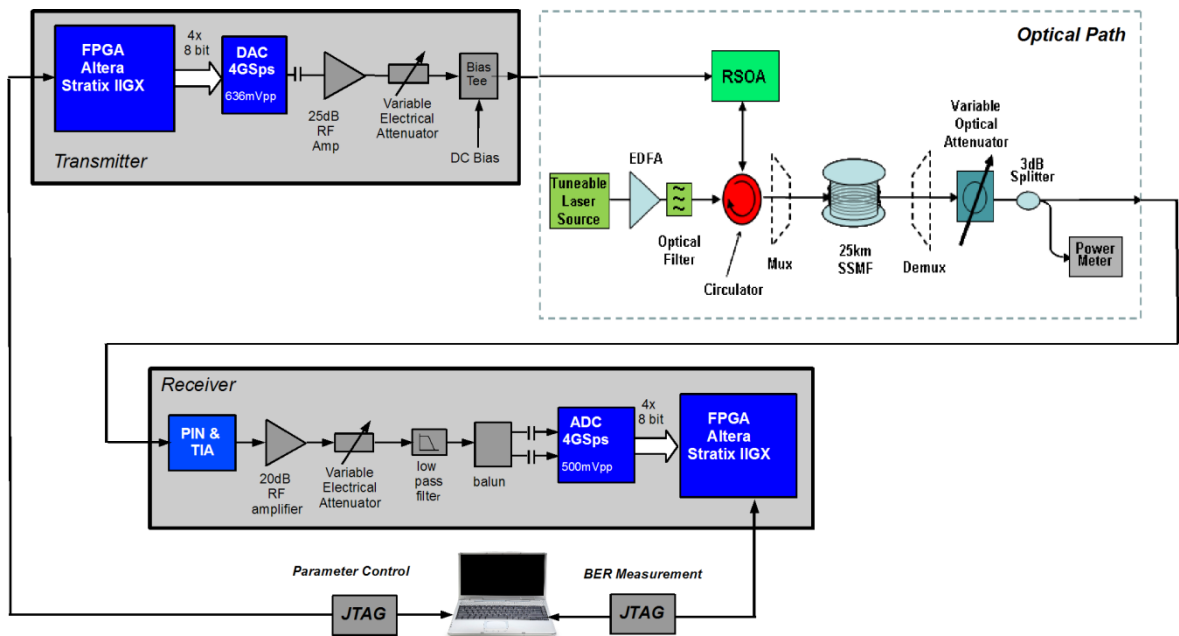 FPGA
Altera
Stratix IIGX
4x
8 bit
DAC
4GSps
636mVpp
25dB
RF
Amp
Variable
Electrical
Attenuator
Bias
Tee
DC Bias
Transmitter
Optical Path
RSOA
Tuneable
Laser
Source
EDFA
Optical
Filter
Circulator
Mux
25km
SSMF
Demux
Variable
Optical
Attenuator
3dB
Splitter
Power
Meter
Receiver
PIN &
TIA
20dB
RF
amplifier
Variable
Electrical
Attenuator
low
pass
filter
balun
ADC
4GSps
500mVpp
4x
8 bit
FPGA
Altera
Stratix IIGX
Parameter Control
JTAG
BER Measurement
JTAG